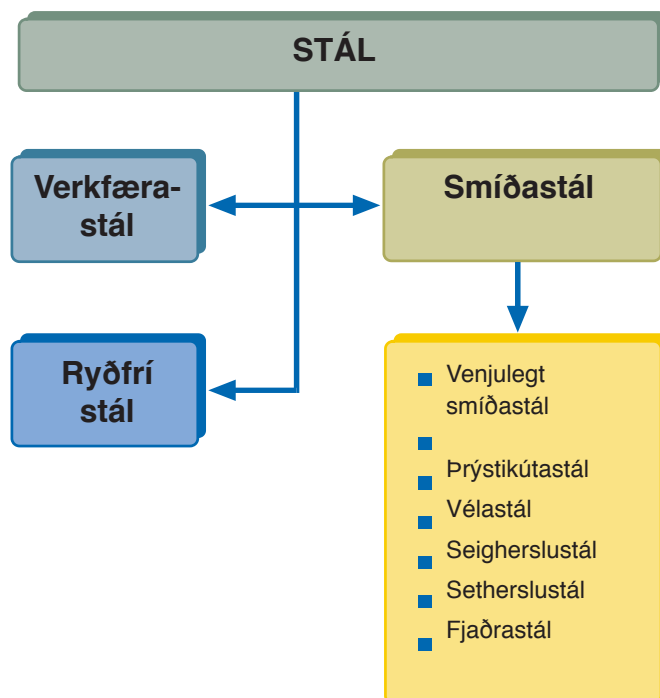 STÁL
Verkfæra-
stál
Smíðastál
Ryðfrí
stál
Venjulegt
smíðastál
Þrýstikútastál
Vélastál
Seigherslustál
Setherslustál
Fjaðrastál